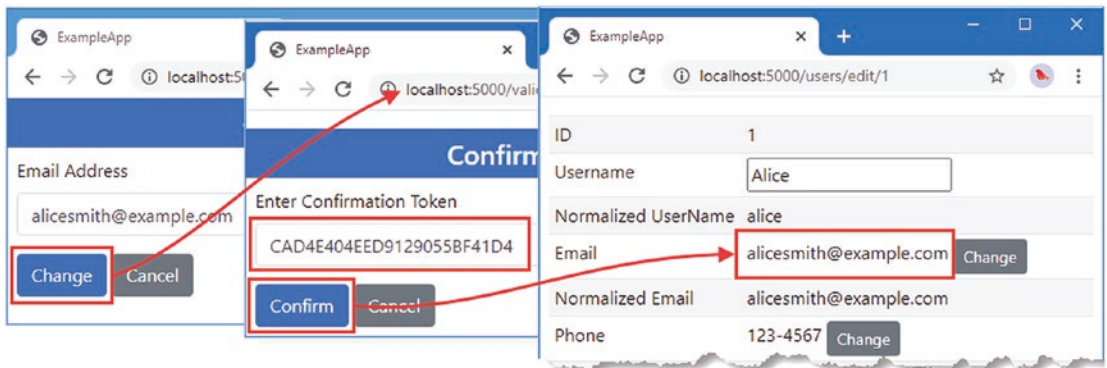 ExampleApp
localhost:50
Email Address
alicesmith@example.com
Change Cancel
ExampleApp
localhost:5000/vali
Confirm
Enter Confirmation Token
CAD4E404EED9129055BF41D4
Confirm Cancel
ExampleApp
localhost:5000/users/edit/1
ID 1
Username Alice
Normalized UserName alice
Email alicesmith@example.com Change
Normalized Email alicesmith@example.com
Phone 123-4567 Change